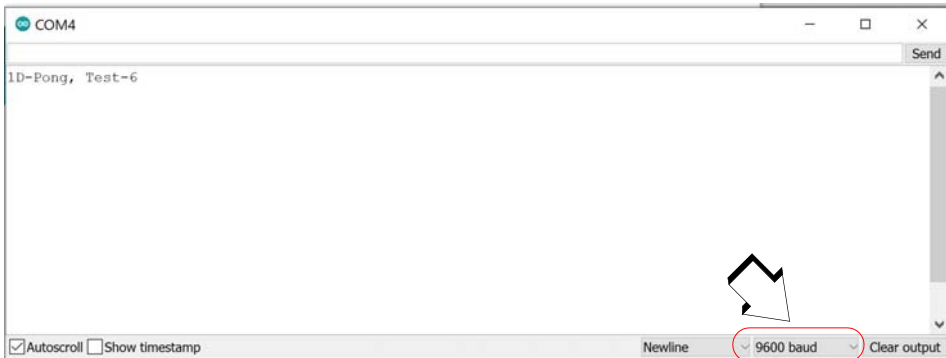 COM4
Send
1D-Pong, Test-6
Autoscroll Show timestamp Newline 9600 baud Clear output